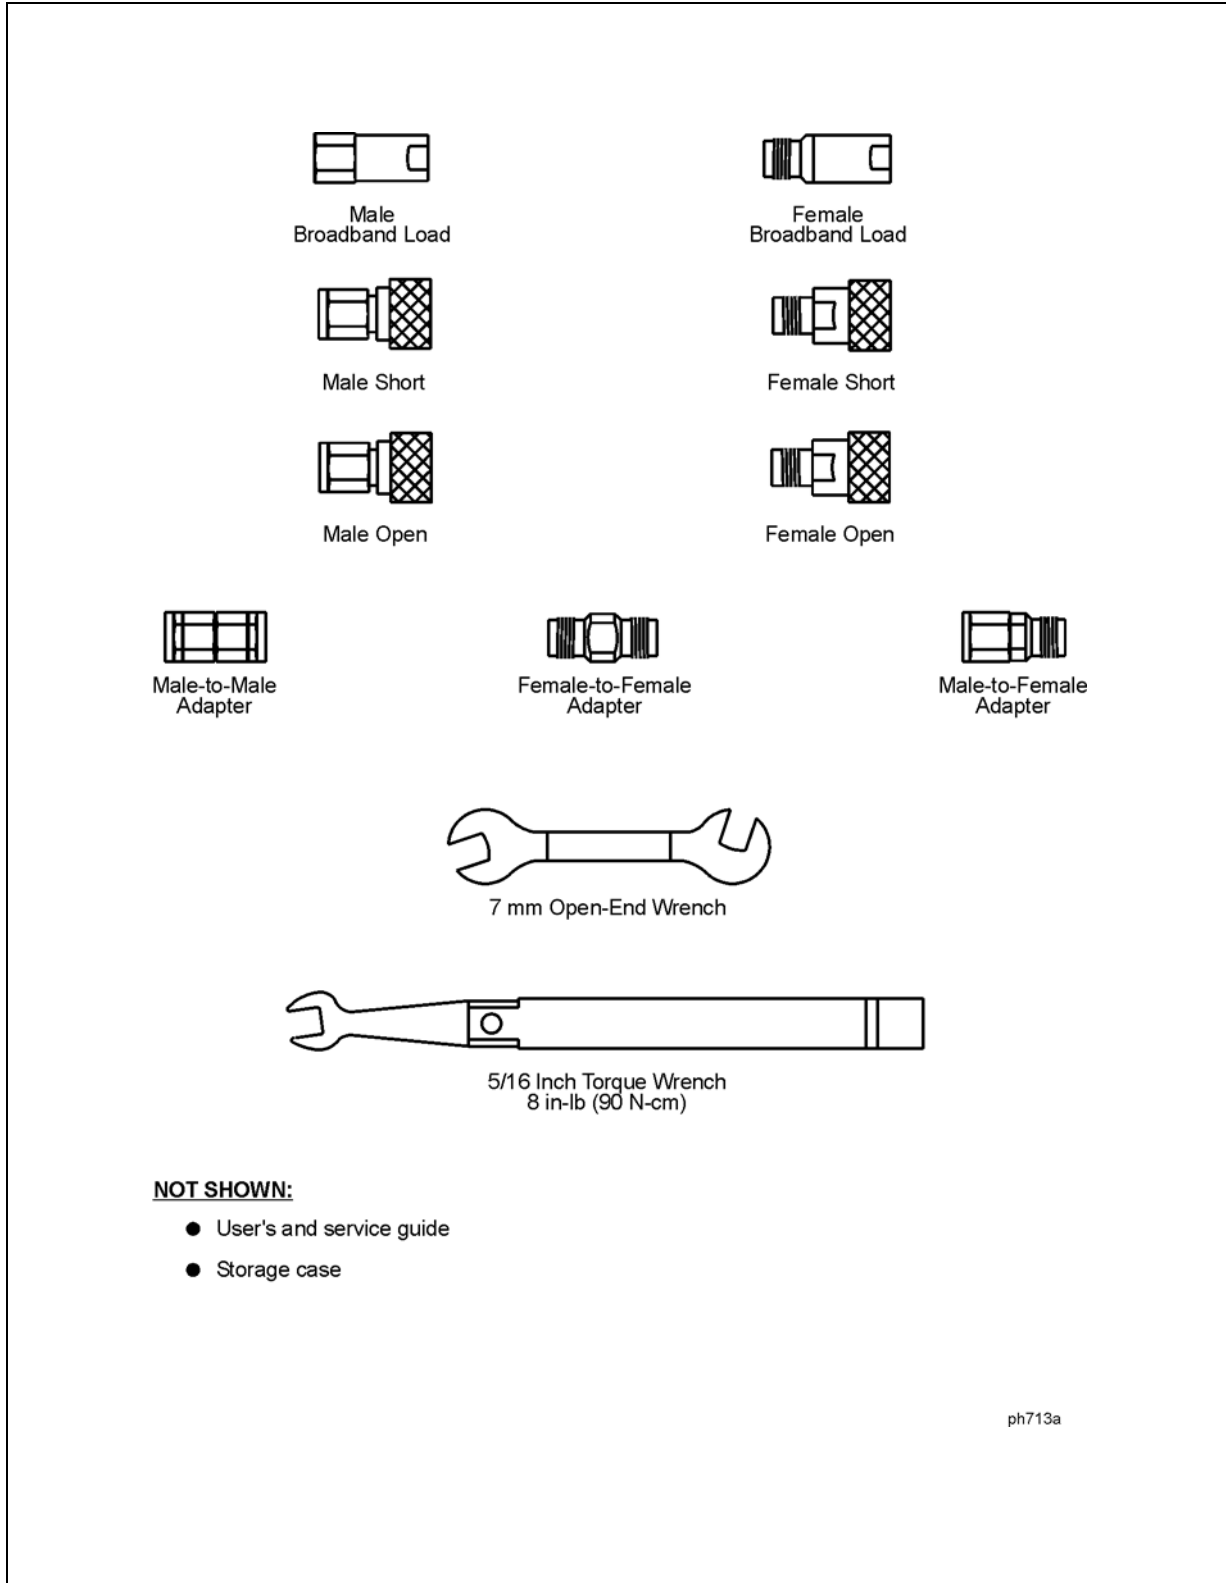 Male
Broadband Load
Female
Broadband Load
Male Short
Female Short
Male Open
Female Open
Male-to-Male
Adapter
Female-to-Female
Adapter
Male-to-Female
Adapter
7 mm Open-End Wrench
5/16 Inch Torque Wrench
8 in-lb (90 N-cm)
NOT SHOWN:
● User's and service guide
● Storage case
ph713a